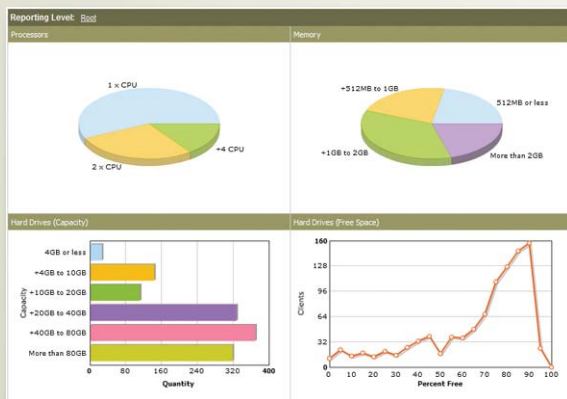 Reporting Level: Root
Processors
1 x CPU
2 x CPU
+4 CPU
Memory
+512MB to 1GB
512MB or less
+1GB to 2GB
More than 2GB
Hard Drives (Capacity)
Capacity
4GB or less
+4GB to 10GB
+10GB to 20GB
+20GB to 40GB
+40GB to 80GB
More than 80GB
0 80 160 240 320 400
Quantity
Hard Drives (Free Space)
Clients
160
128
96
64
32
0
0 10 20 30 40 50 60 70 80 90 100
Percent Free